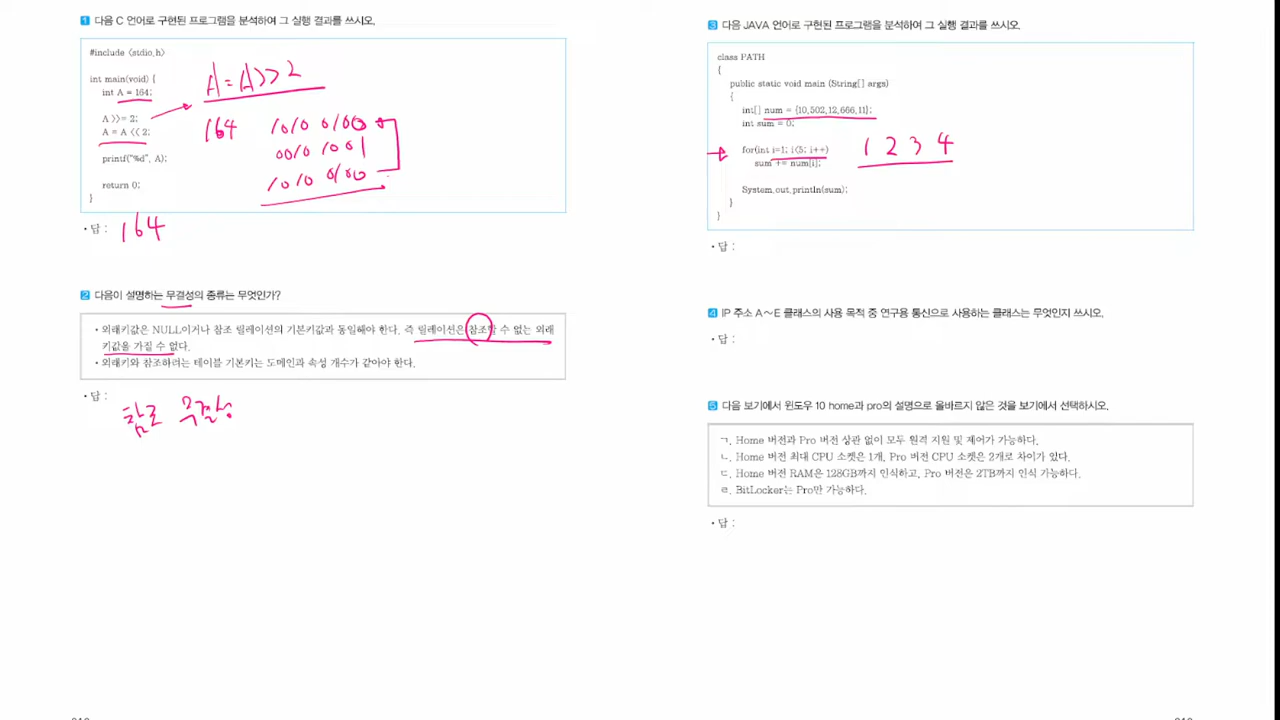 1 다음 C 언어로 구현된 프로그램을 분석하여 그 실행 결과를 쓰시오.
#include <stdio.h>
int main(void) {
int A = 164;
A >>= 2;
A = A << 2;
printf("%d", A);
return 0;
}
A = A >> 2
164 1010 0100
0010 1001
1010 0100
• 답 : 164
2 다음이 설명하는 무결성의 종류는 무엇인가?
• 외래키값은 NULL이거나 참조 릴레이션의 기본키값과 동일해야 한다. 즉 릴레이션은 참조할 수 없는 외래
키값을 가질 수 없다.
• 외래키와 참조하려는 테이블 기본키는 도메인과 속성 개수가 같아야 한다.
• 답 :
참조 무결성
3 다음 JAVA 언어로 구현된 프로그램을 분석하여 그 실행 결과를 쓰시오.
class PATH
{
public static void main (String[] args)
{
int[] num = {10,502,12,666,11};
int sum = 0;
for(int i=1; i<5; i++) 1 2 3 4
sum += num[i];
System.out.println(sum);
}
}
• 답 :
4 IP 주소 A~E 클래스의 사용 목적 중 연구용 통신으로 사용하는 클래스는 무엇인지 쓰시오.
• 답 :
5 다음 보기에서 윈도우 10 home과 pro의 설명으로 올바르지 않은 것을 보기에서 선택하시오.
ㄱ. Home 버전과 Pro 버전 상관 없이 모두 원격 지원 및 제어가 가능하다.
ㄴ. Home 버전 최대 CPU 소켓은 1개, Pro 버전 CPU 소켓은 2개로 차이가 있다.
ㄷ. Home 버전 RAM은 128GB까지 인식하고, Pro 버전은 2TB까지 인식 가능하다.
ㄹ. BitLocker는 Pro만 가능하다.
• 답 :